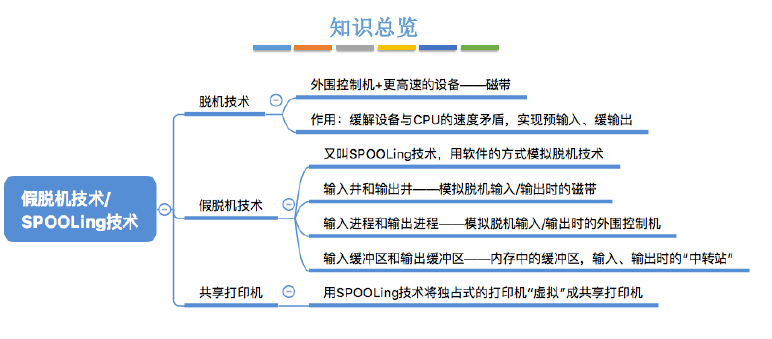 知识总览
脱机技术
外围控制机+更高速的设备——磁带
作用：缓解设备与CPU的速度矛盾，实现预输入、缓输出
假脱机技术/
SPOOLing技术
假脱机技术
又叫SPOOLing技术，用软件的方式模拟脱机技术
输入井和输出井——模拟脱机输入/输出时的磁带
输入进程和输出进程——模拟脱机输入/输出时的外围控制机
输入缓冲区和输出缓冲区——内存中的缓冲区，输入、输出时的“中转站”
共享打印机
用SPOOLing技术将独占式的打印机“虚拟”成共享打印机